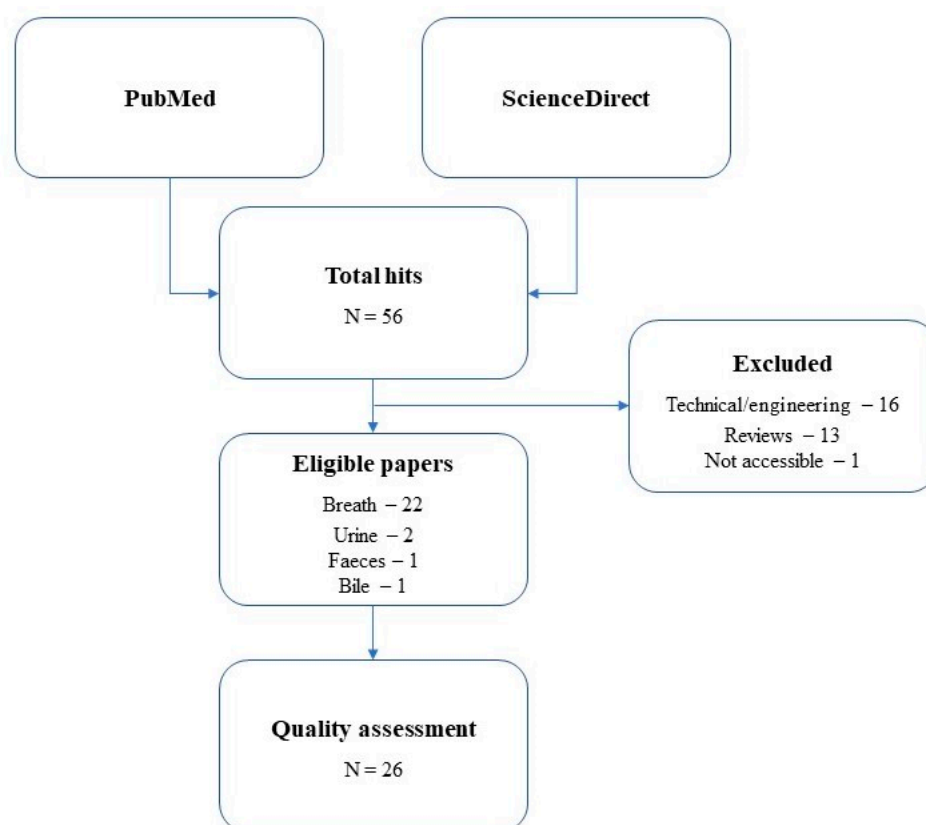 PubMed
ScienceDirect
Total hits
N = 56
Excluded
Technical/engineering – 16
Reviews – 13
Not accessible – 1
Eligible papers
Breath – 22
Urine – 2
Faeces – 1
Bile – 1
Quality assessment
N = 26